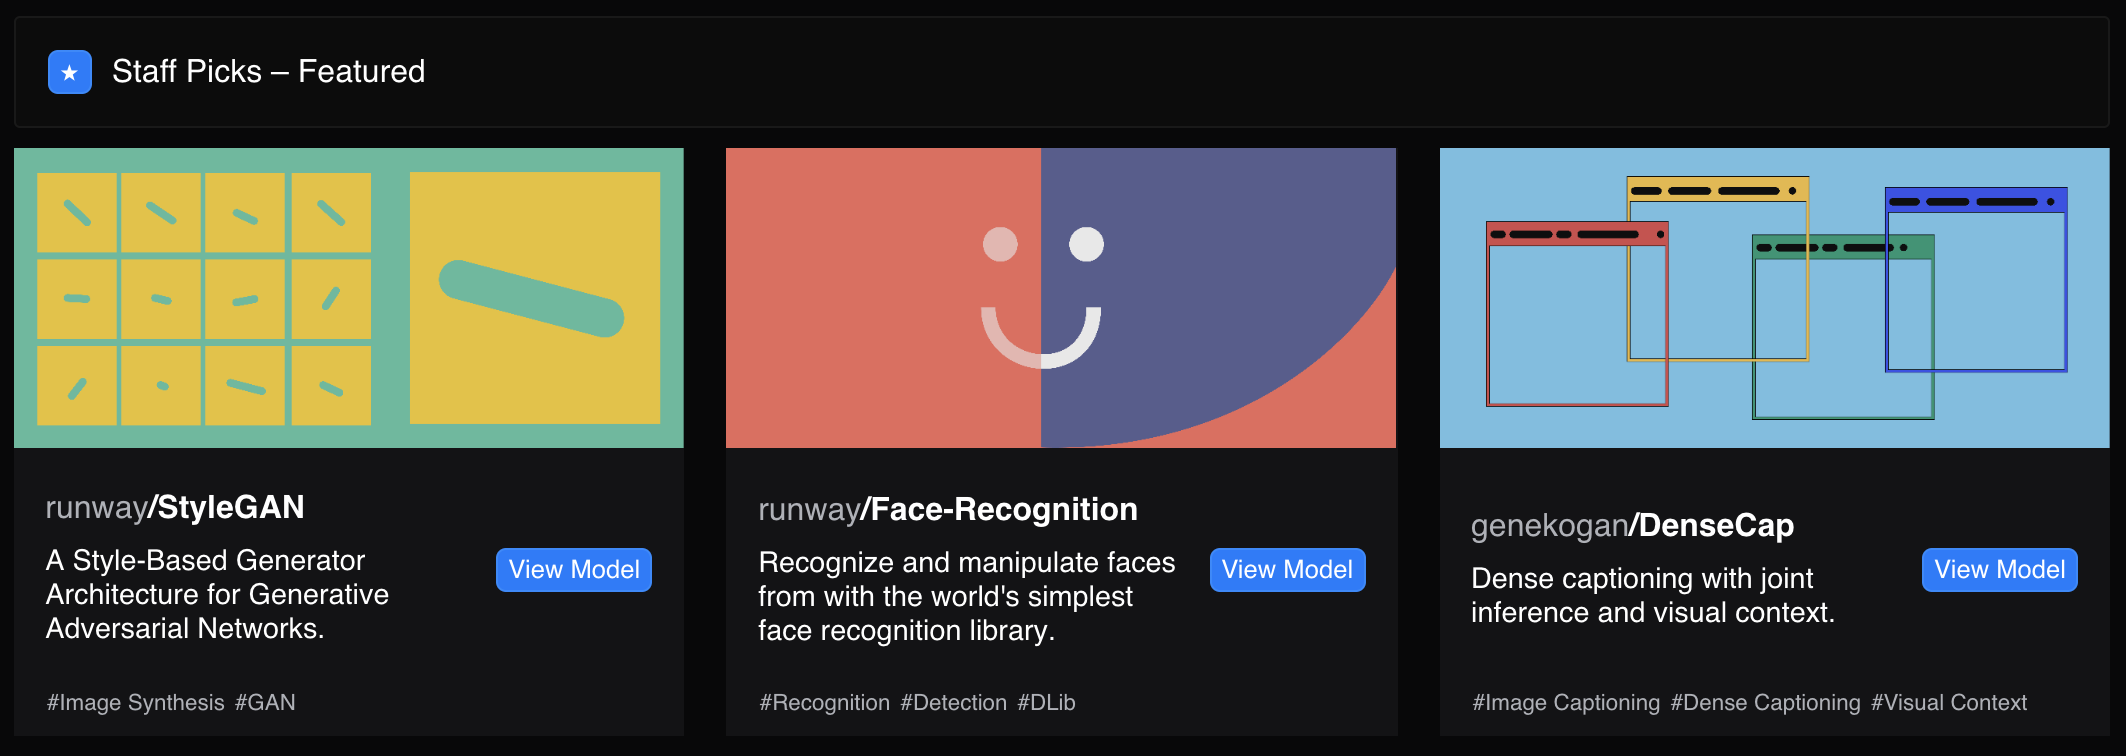 Staff Picks – Featured
runway/StyleGAN
A Style-Based Generator
Architecture for Generative
Adversarial Networks.
View Model
#Image Synthesis #GAN
runway/Face-Recognition
Recognize and manipulate faces
from with the world's simplest
face recognition library.
View Model
#Recognition #Detection #DLib
genekogan/DenseCap
Dense captioning with joint
inference and visual context.
View Model
#Image Captioning #Dense Captioning #Visual Context